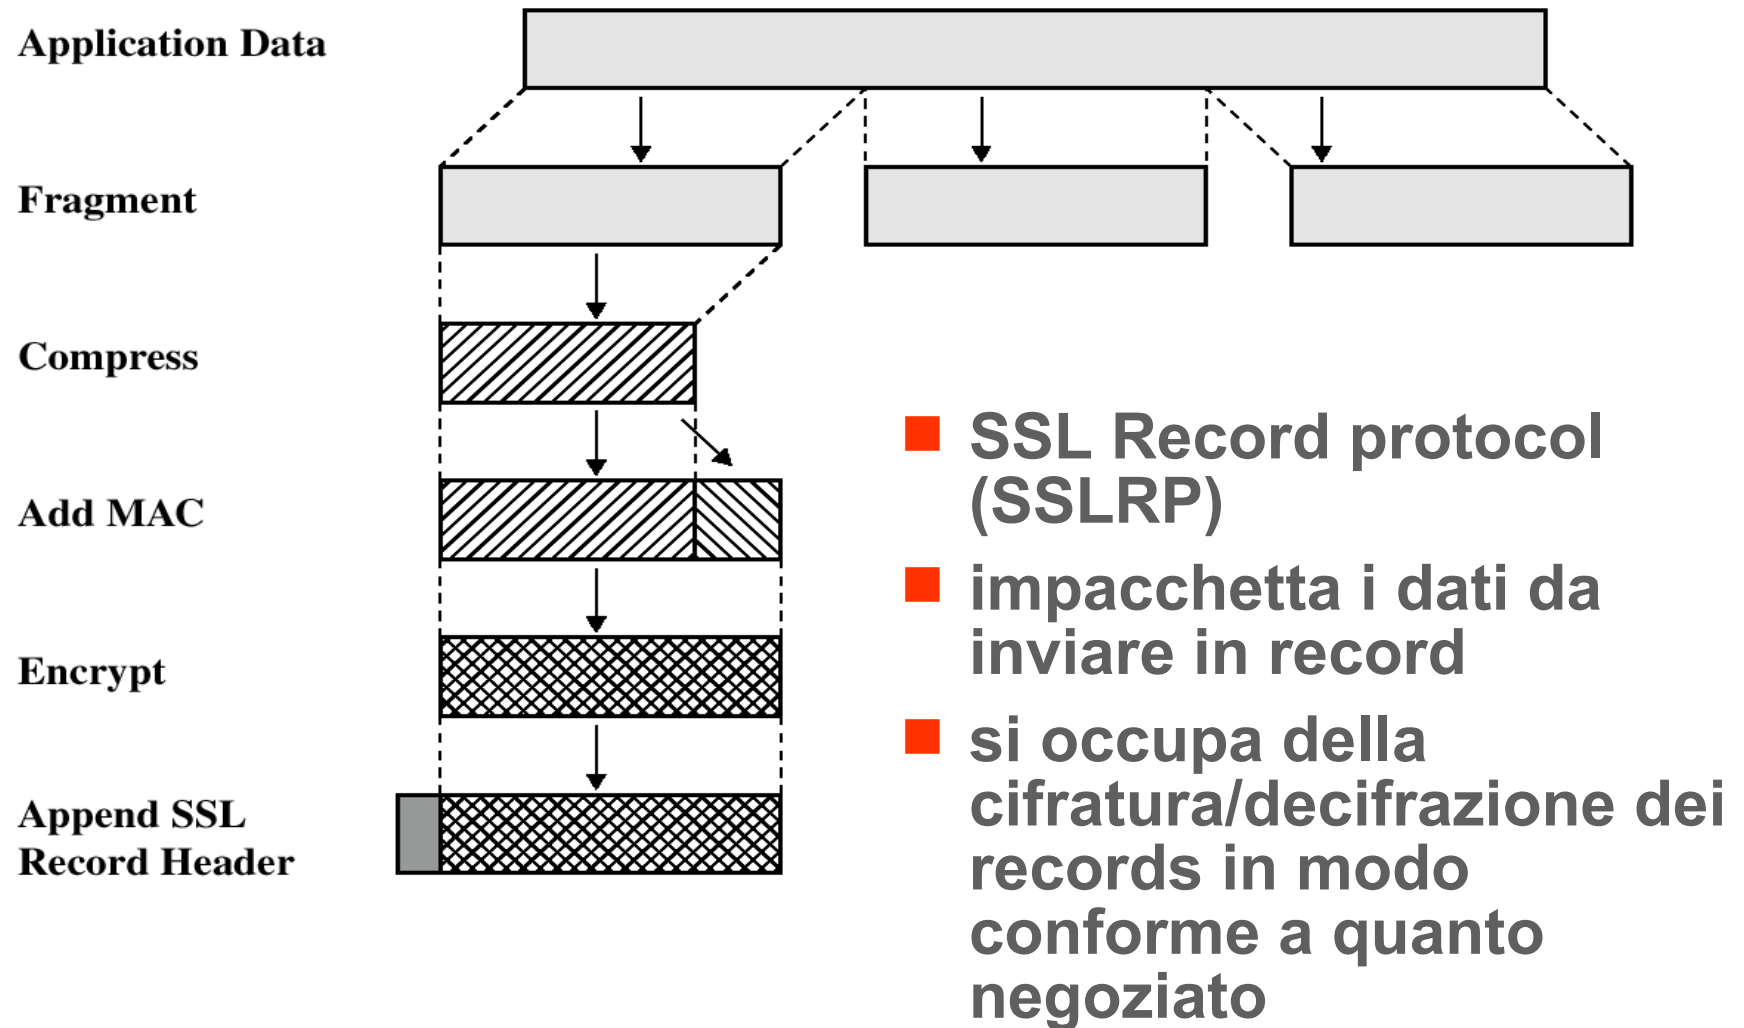 Application Data
Fragment
Compress
Add MAC
Encrypt
Append SSL
Record Header
SSL Record protocol
(SSLRP)
impacchetta i dati da
inviare in record
si occupa della
cifratura/decifrazione dei
records in modo
conforme a quanto
negoziato